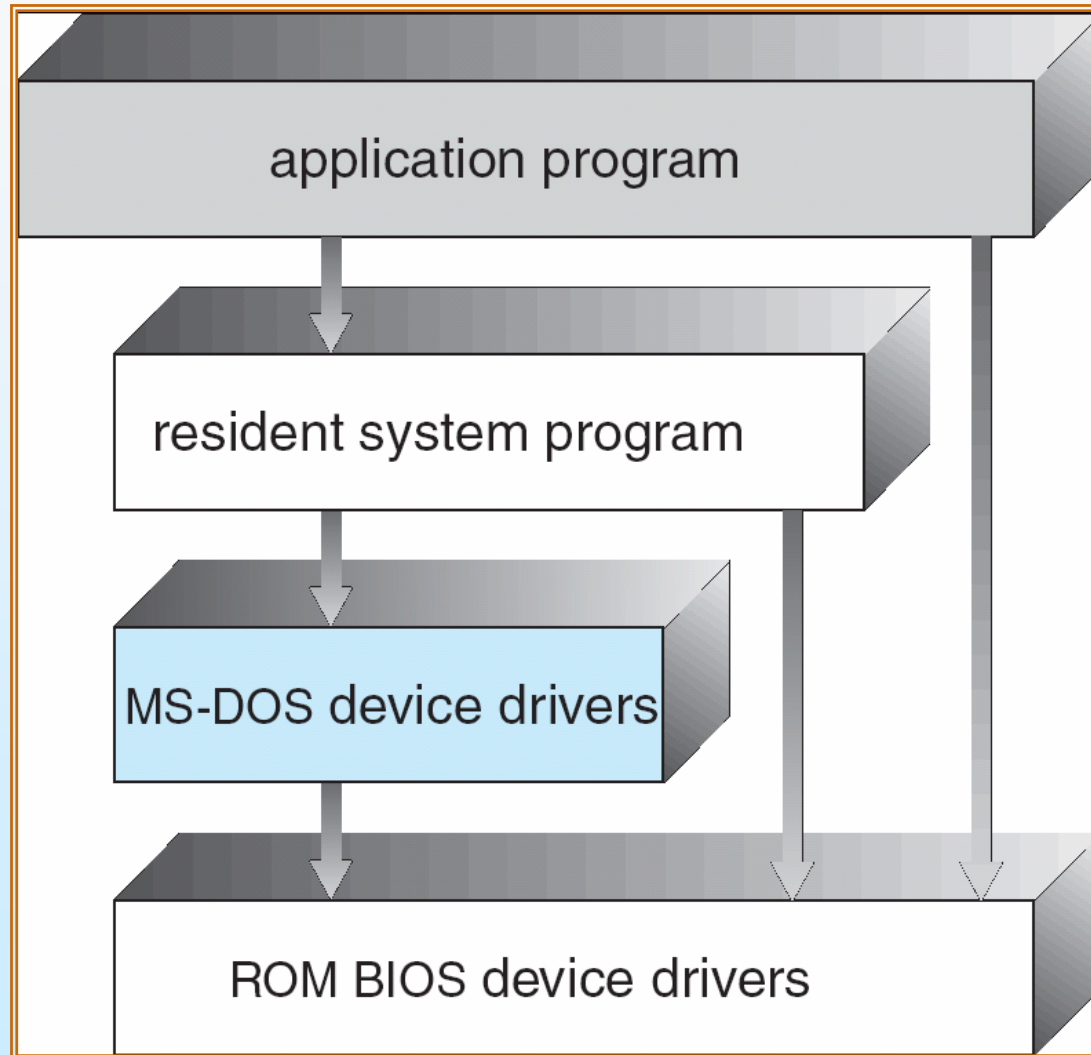 application program
resident system program
MS-DOS device drivers
ROM BIOS device drivers